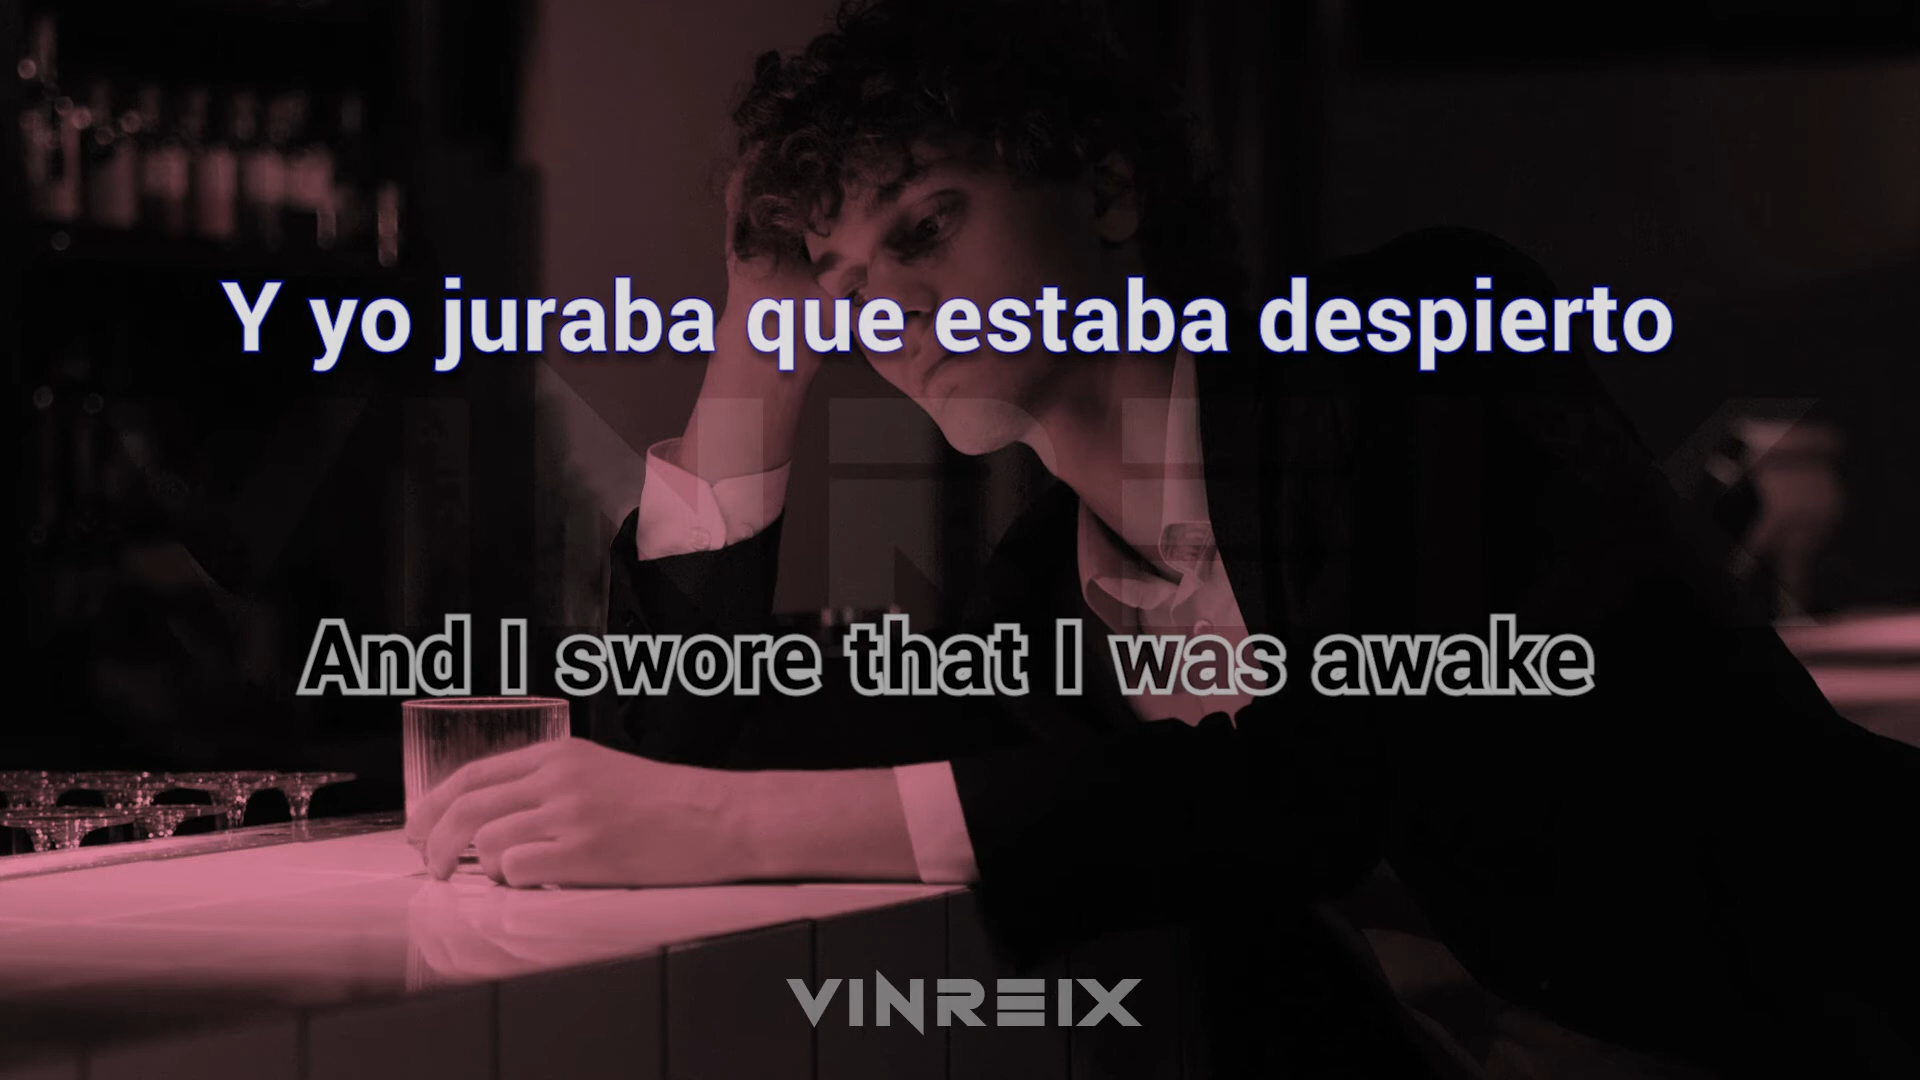 Y yo juraba que estaba despierto
And I swore that I was awake
VINREIX